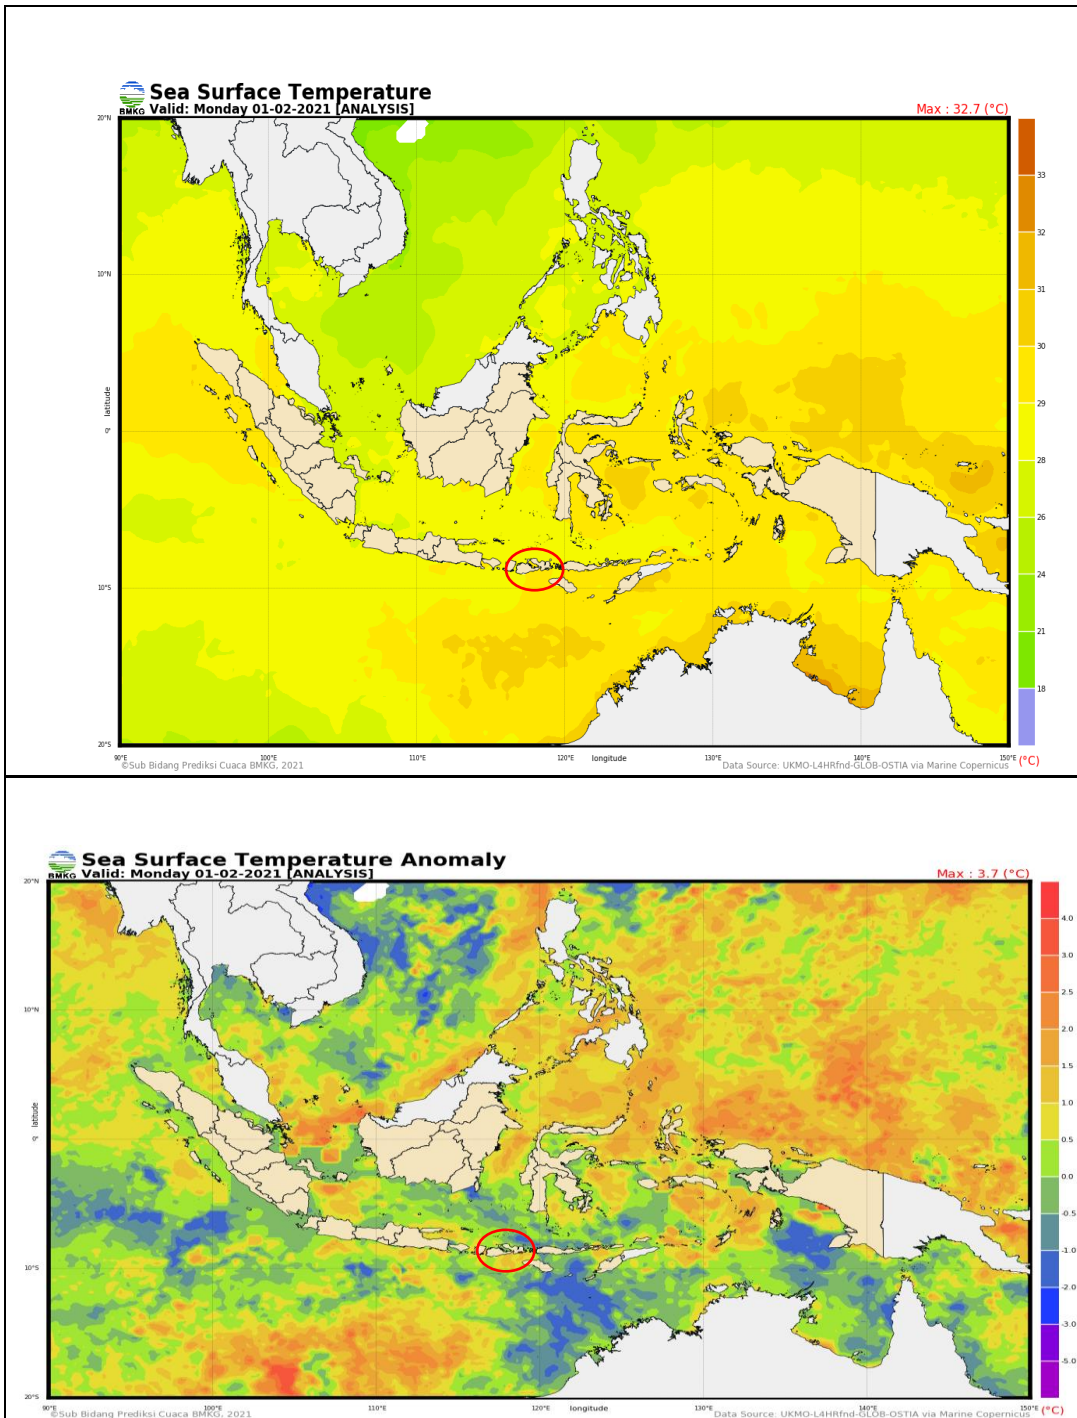 BMKG
Sea Surface Temperature
Valid: Monday 01-02-2021 [ANALYSIS]
Max : 32.7 (°C)
20°N
10°N
0°
10°S
20°S
latitude
33
32
31
30
29
28
26
24
21
18
(°C)
90°E
100°E
110°E
120°E
longitude
130°E
140°E
150°E
©Sub Bidang Prediksi Cuaca BMKG, 2021
Data Source: UKMO-L4HRfnd-GLOB-OSTIA via Marine Copernicus
BMKG
Sea Surface Temperature Anomaly
Valid: Monday 01-02-2021 [ANALYSIS]
Max : 3.7 (°C)
20°N
10°N
0°
10°S
20°S
latitude
4.0
3.0
2.5
2.0
1.5
1.0
0.5
0.0
-0.5
-1.0
-2.0
-3.0
-5.0
(°C)
90°E
100°E
110°E
120°E
longitude
130°E
140°E
150°E
©Sub Bidang Prediksi Cuaca BMKG, 2021
Data Source: UKMO-L4HRfnd-GLOB-OSTIA via Marine Copernicus